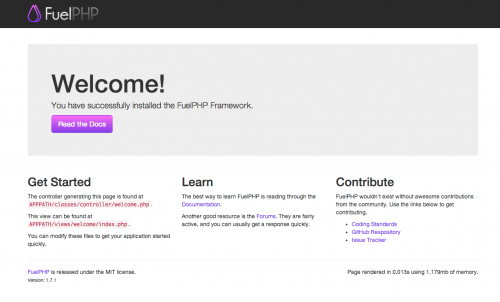 FuelPHP
Welcome!
You have successfully installed the FuelPHP Framework.
Read the Docs
Get Started
The controller generating this page is found at
APPPATH/classes/controller/welcome.php.
This view can be found at
APPPATH/views/welcome/index.php.
You can modify these files to get your application started
quickly.
Learn
The best way to learn FuelPHP is reading through the
Documentation.
Another good resource is the Forums. They are fairly
active, and you can usually get a response quickly.
Contribute
FuelPHP wouldn't exist without awesome contributions
from the community. Use the links below to get
contributing.
Coding Standards
GitHub Respository
Issue Tracker
FuelPHP is released under the MIT license.
Version: 1.7.1
Page rendered in 0.013s using 1.179mb of memory.